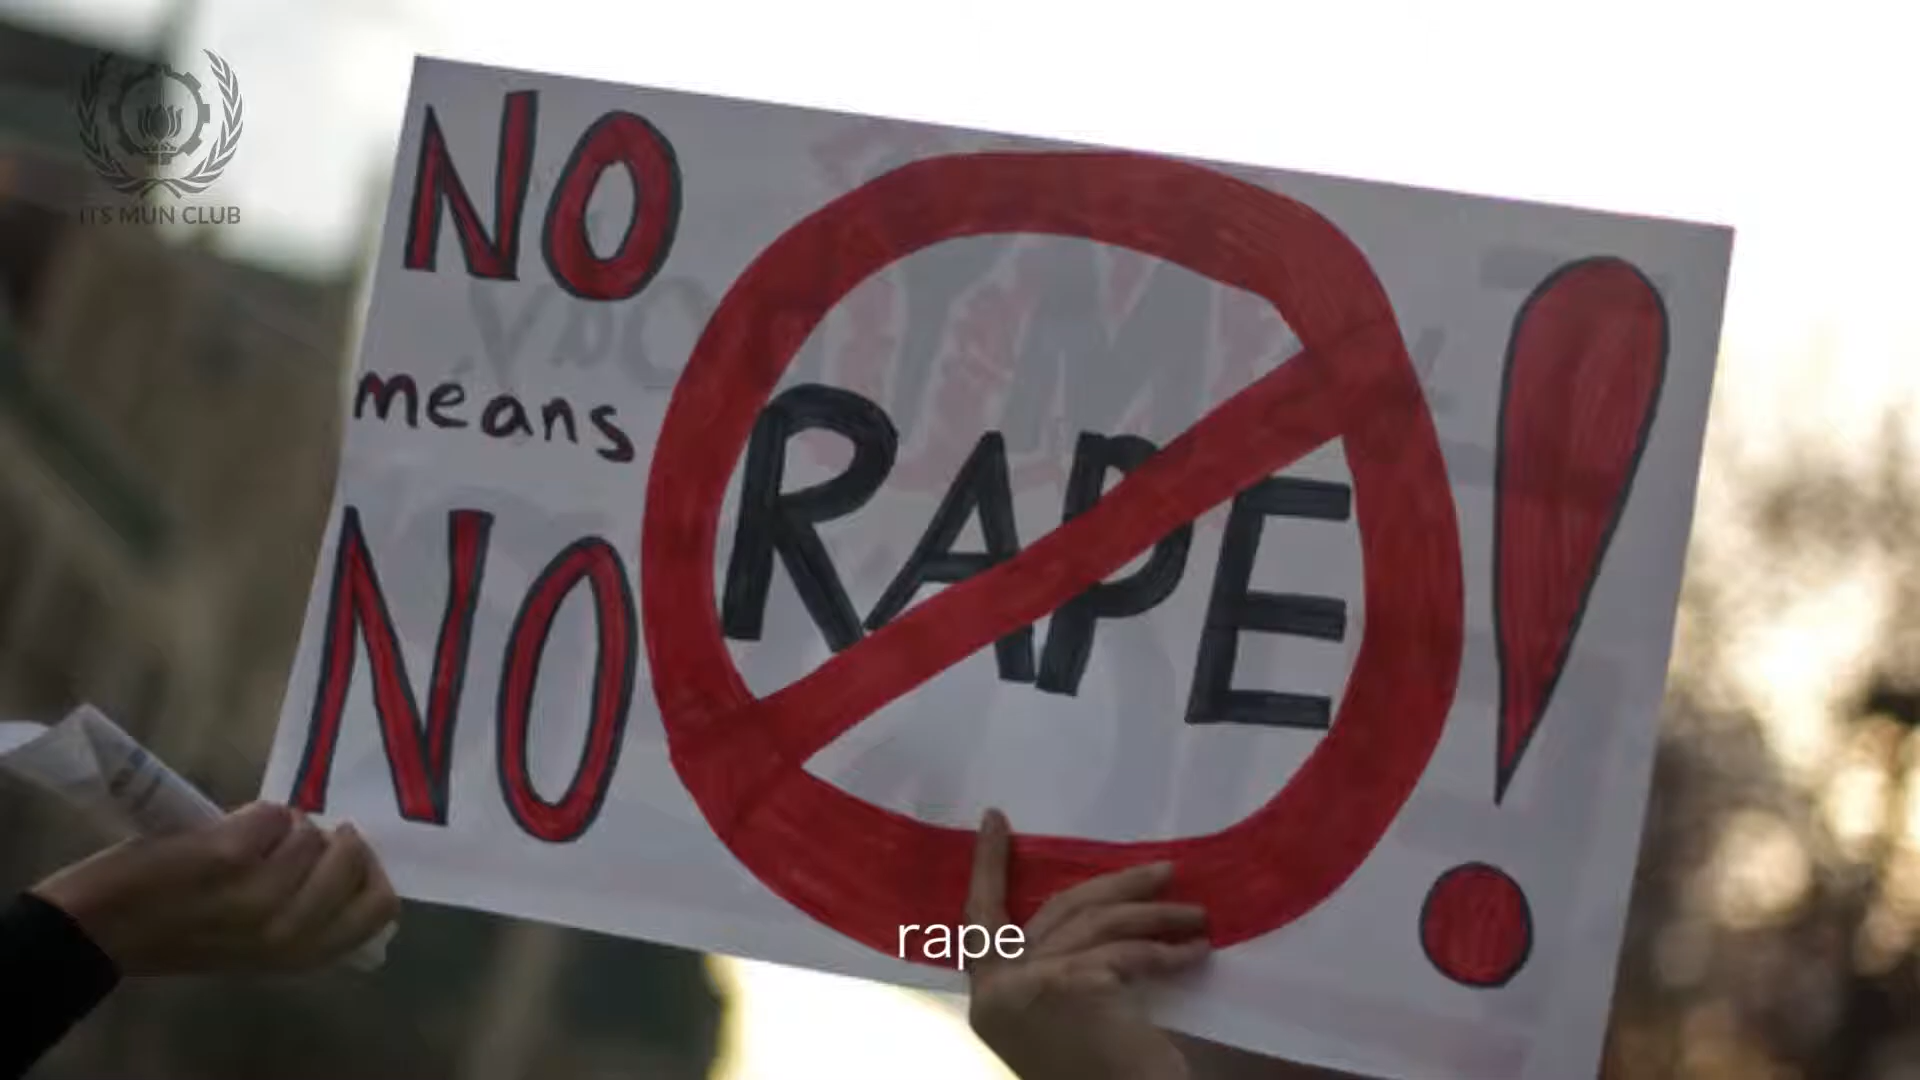 ITS MUN CLUB
NO
means
NO
RAPE
!
rape